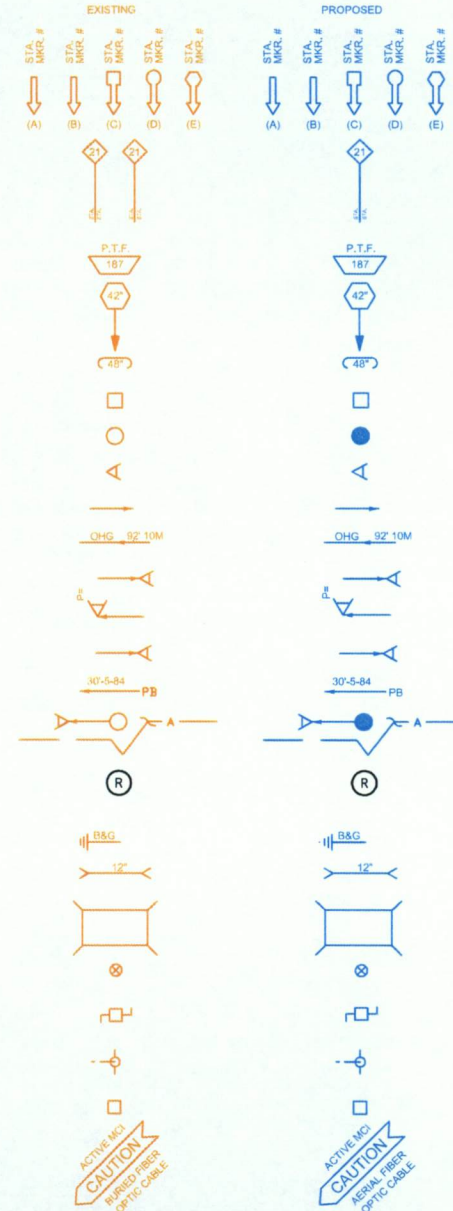 EXISTING
STA. MKR. #
STA. MKR. #
STA. MKR. #
STA. MKR. #
STA. MKR. #
(A)
(B)
(C)
(D)
(E)
21
21
P.T.F.
187
42"
48"
OHG 92' 10M
P=
30'-5-84
PB
A
R
B&G
12"
ACTIVE MCI
CAUTION
BURIED FIBER
OPTIC CABLE
PROPOSED
STA. MKR. #
STA. MKR. #
STA. MKR. #
STA. MKR. #
STA. MKR. #
(A)
(B)
(C)
(D)
(E)
21
P.T.F.
187
42"
48"
OHG 92' 10M
P=
30'-5-84
PB
A
R
B&G
12"
ACTIVE MCI
CAUTION
AERIAL FIBER
OPTIC CABLE